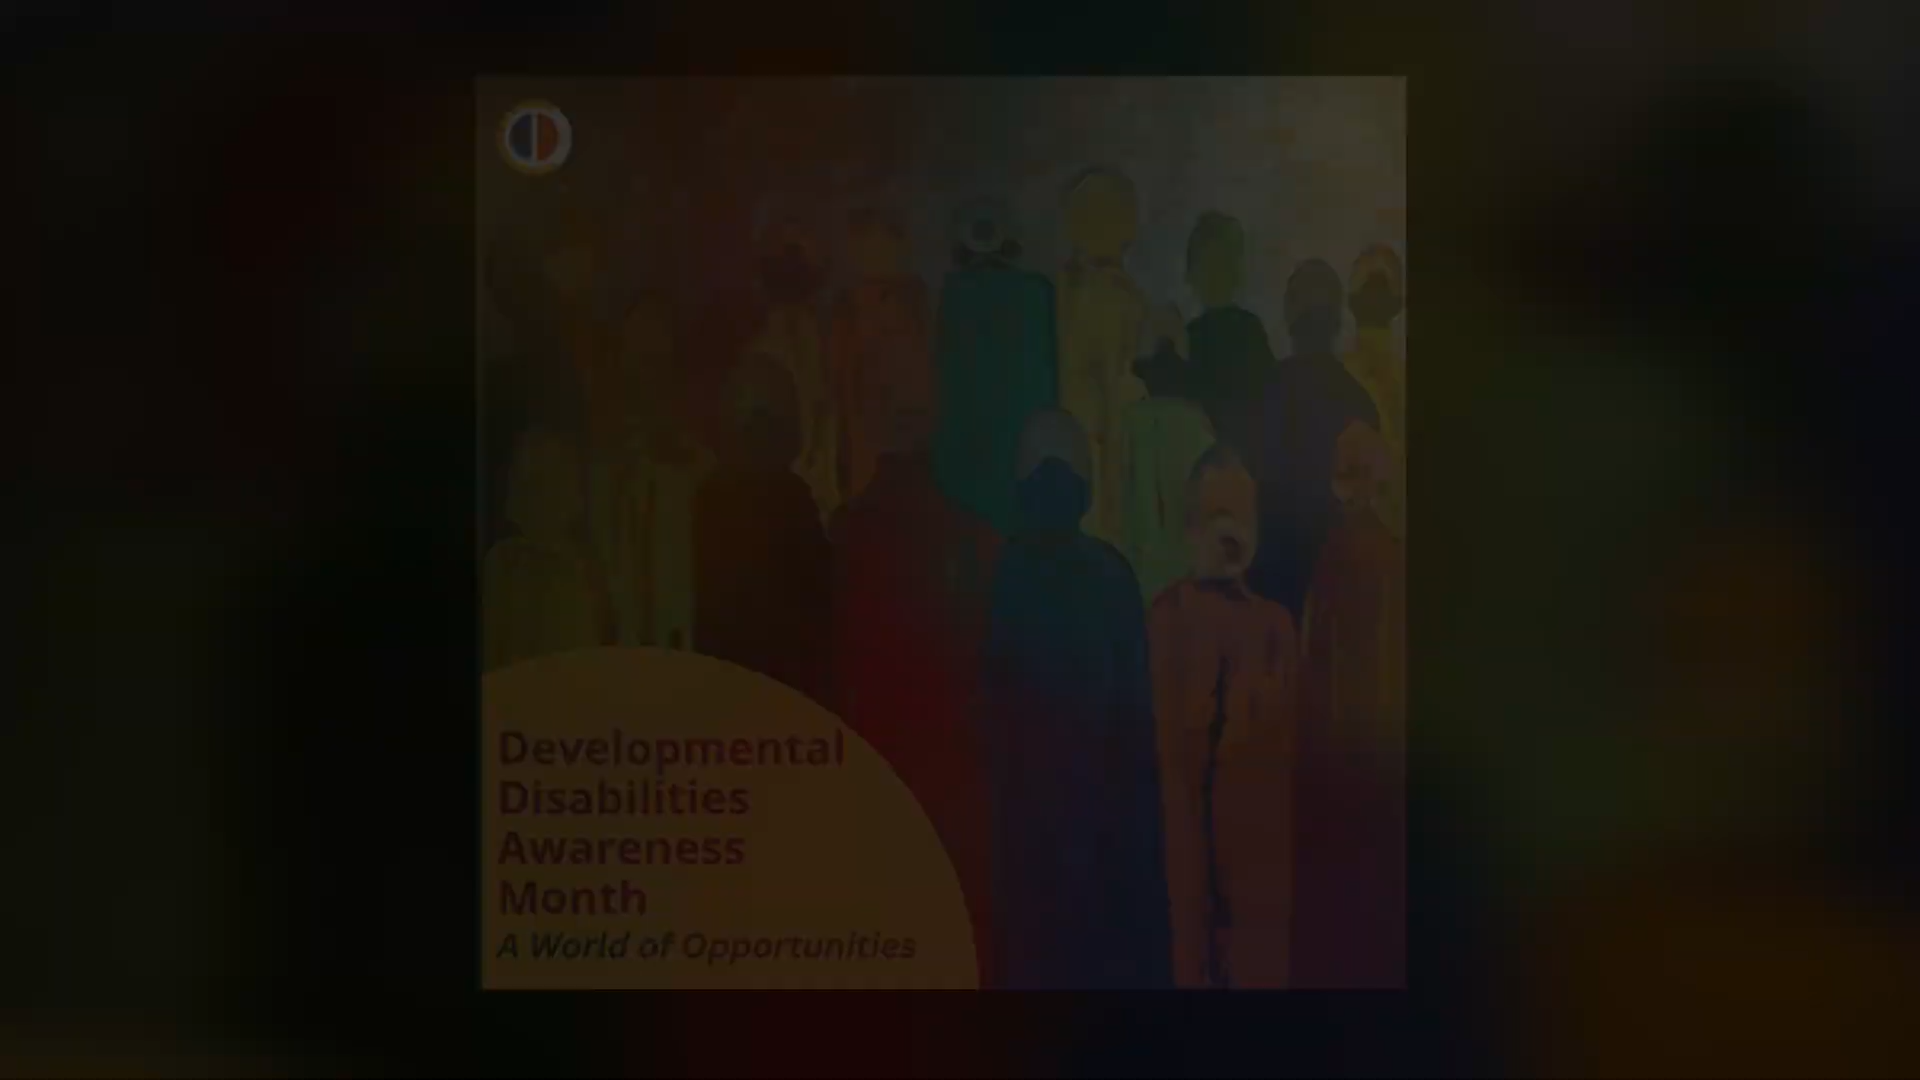 Developmental
Disabilities
Awareness
Month
A World of Opportunities